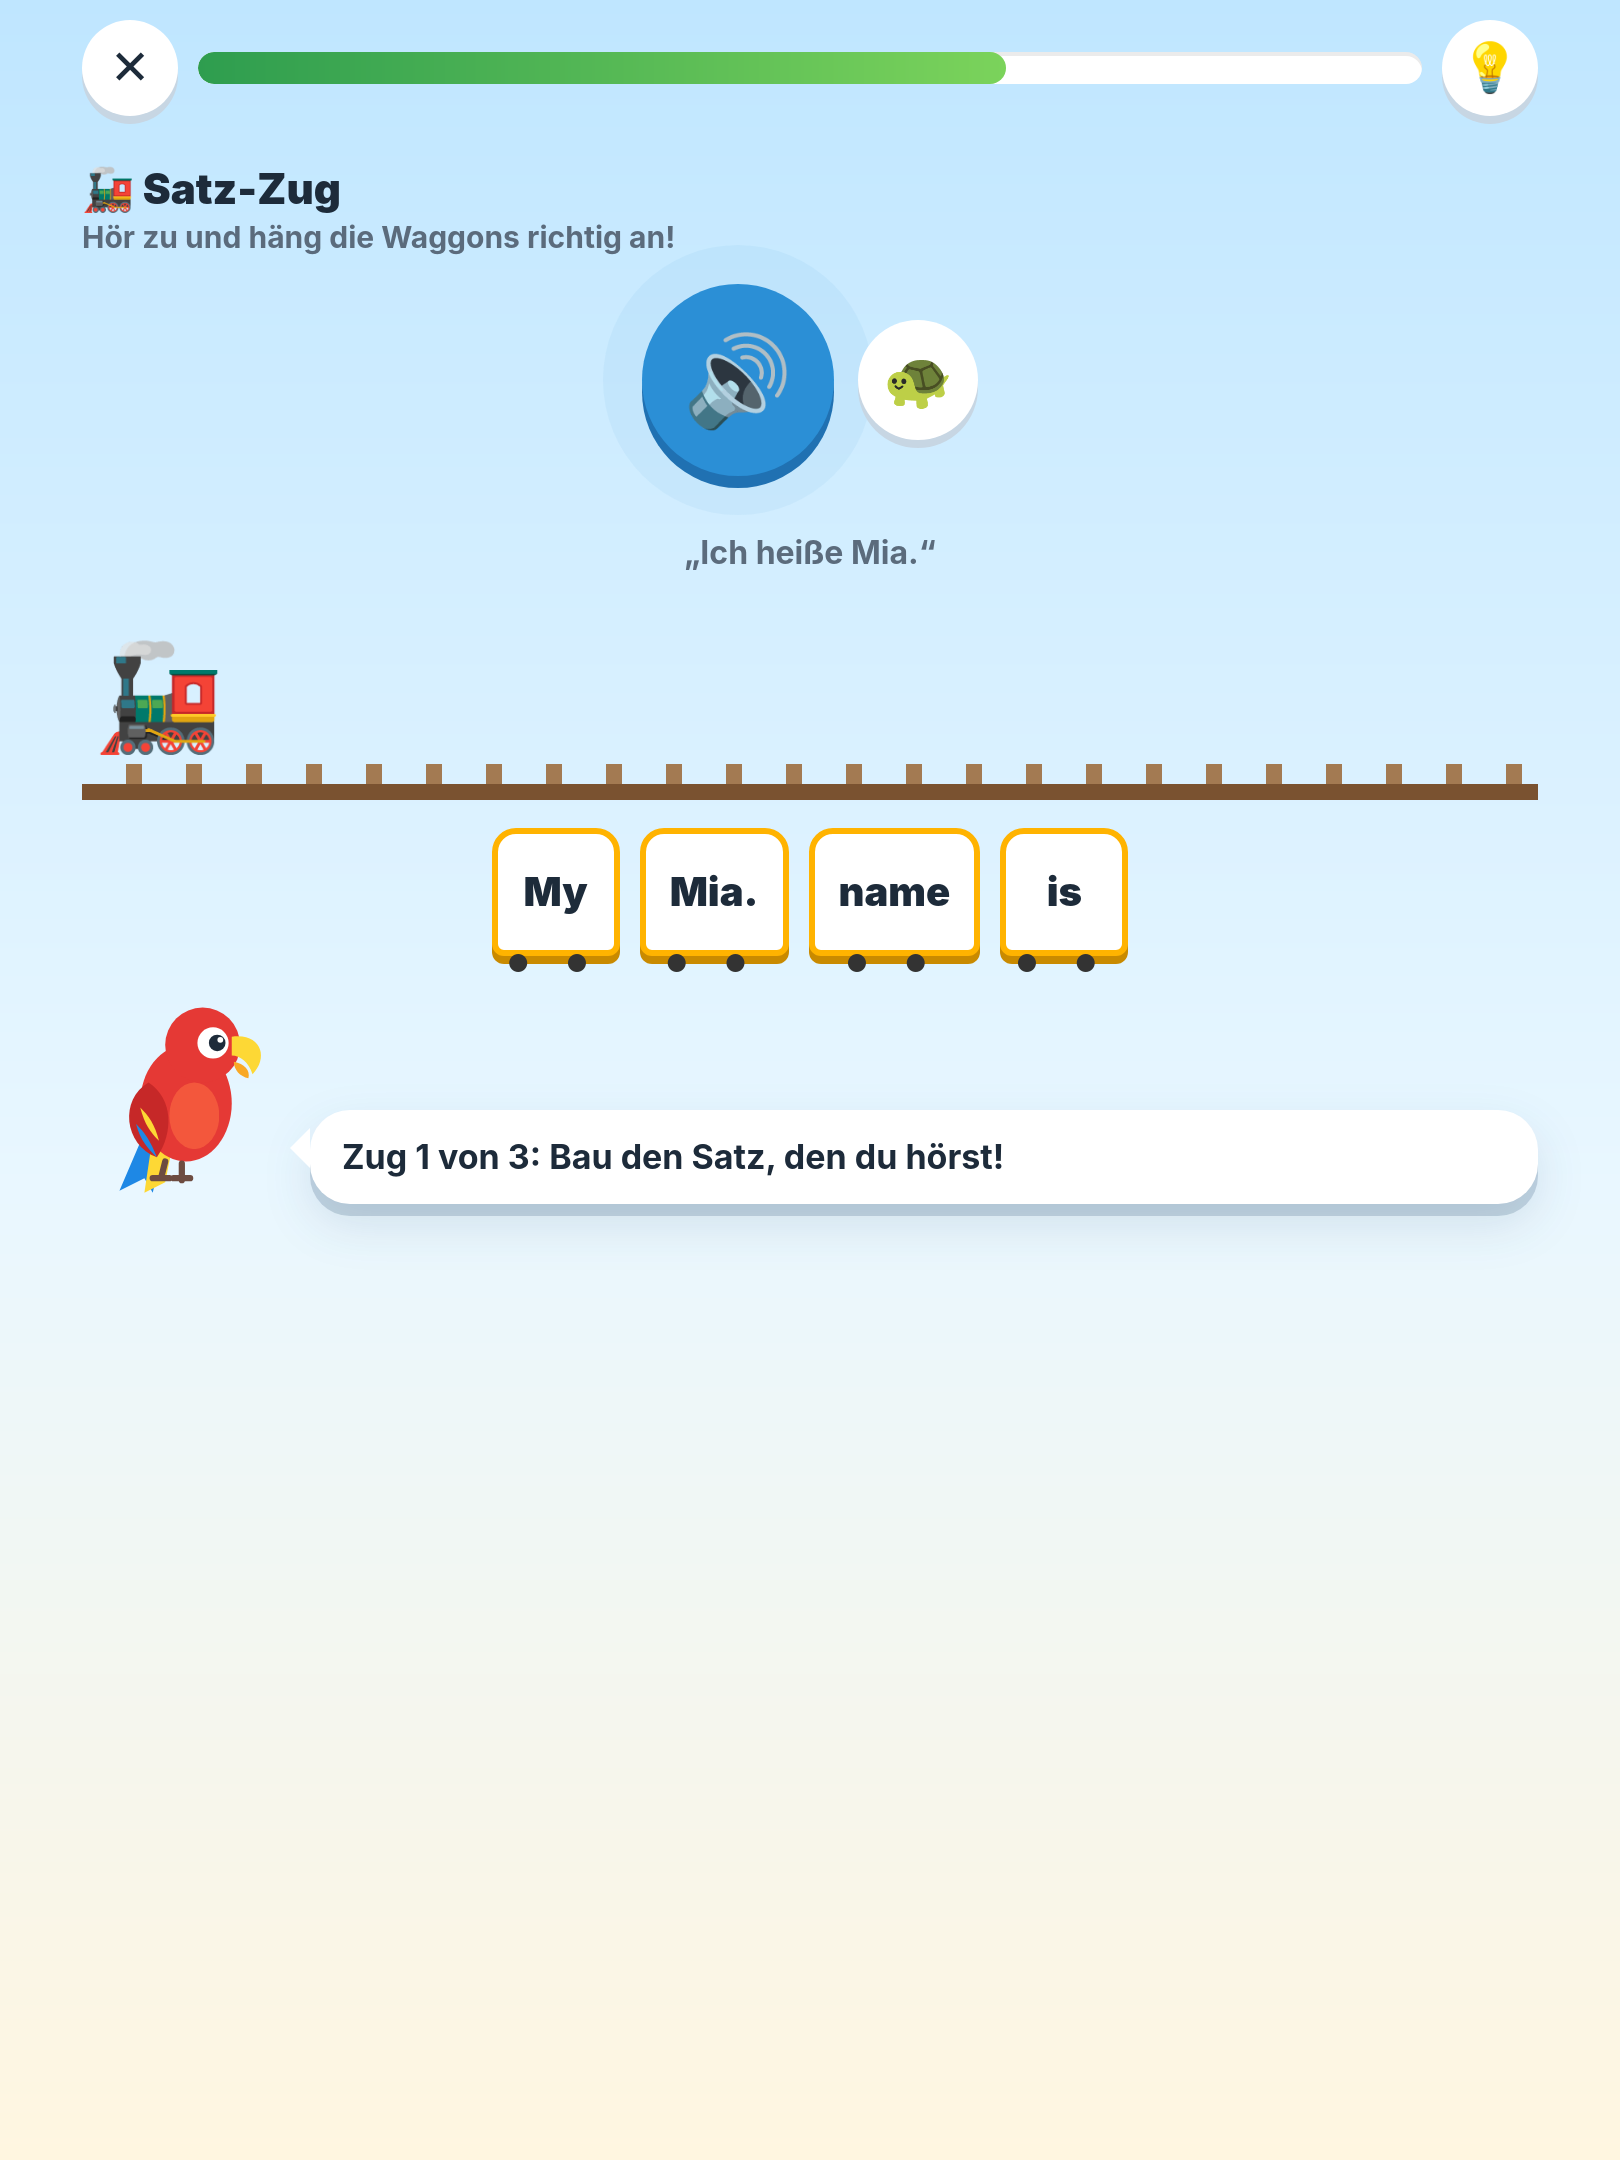 Satz-Zug
Hör zu und häng die Waggons richtig an!
„Ich heiße Mia.“
My Mia. name is
Zug 1 von 3: Bau den Satz, den du hörst!